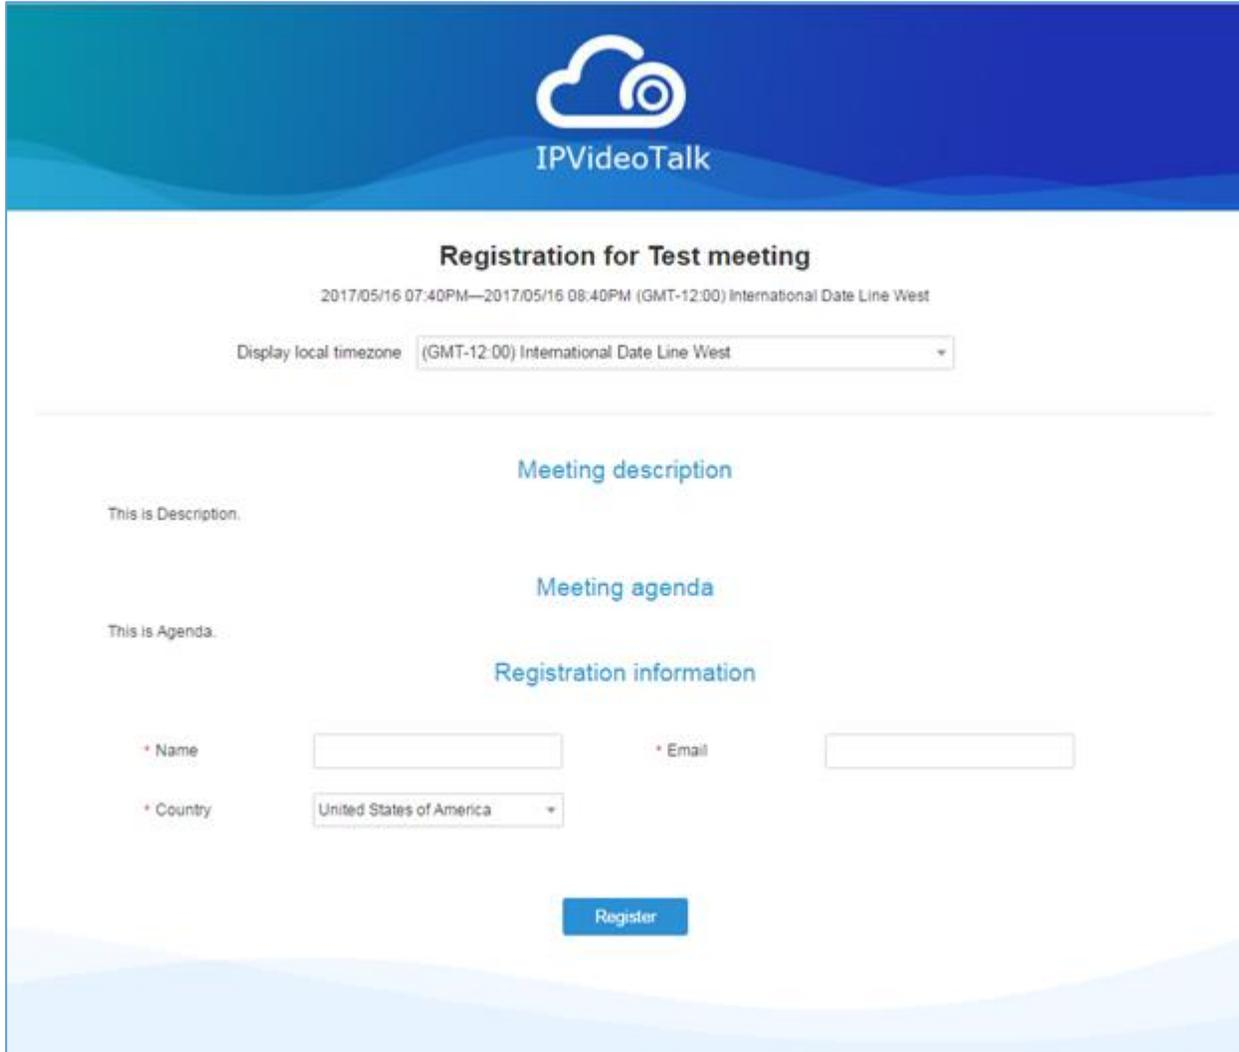 IPVideoTalk
Registration for Test meeting
2017/05/16 07:40PM—2017/05/16 08:40PM (GMT-12:00) International Date Line West
Display local timezone (GMT-12:00) International Date Line West
Meeting description
This is Description.
Meeting agenda
This is Agenda.
Registration information
* Name * Email
* Country United States of America
Register